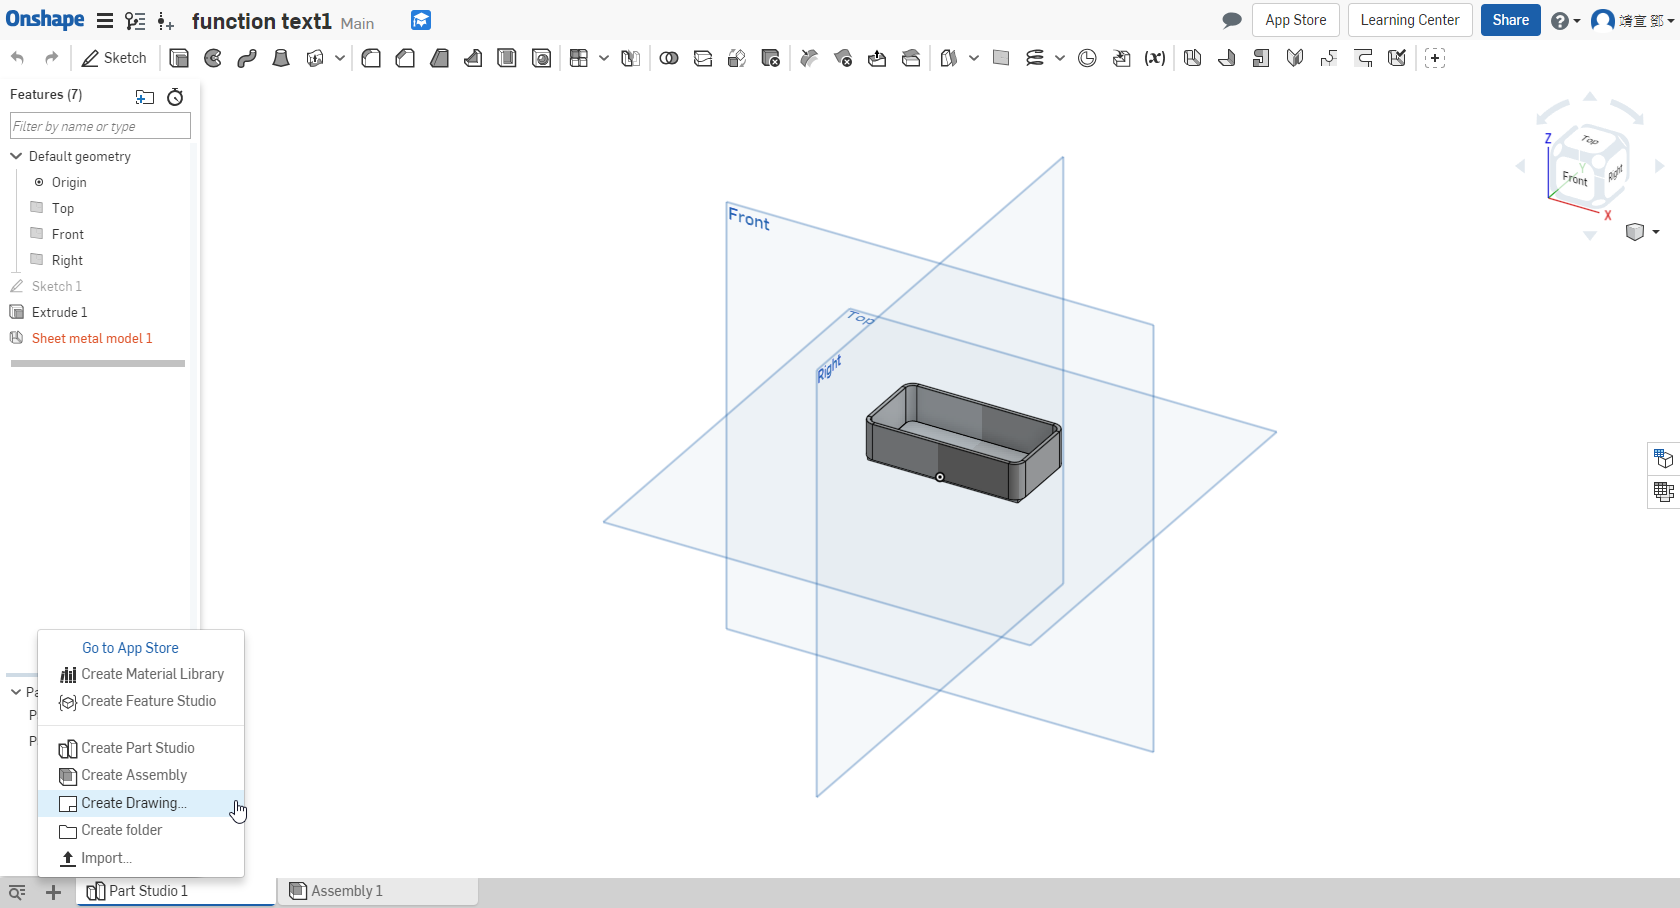 Onshape function text1 Main App Store Learning Center Share 靖宣 鄧
Sketch (x)
Features (7)
Filter by name or type
Default geometry
Origin
Top
Front
Right
Sketch 1
Extrude 1
Sheet metal model 1
Front
Top
Right
Z
Top
Y
Front
Right
X
Go to App Store
Create Material Library
Create Feature Studio
Pa
P
P
Create Part Studio
Create Assembly
Create Drawing...
Create folder
Import...
Part Studio 1
Assembly 1